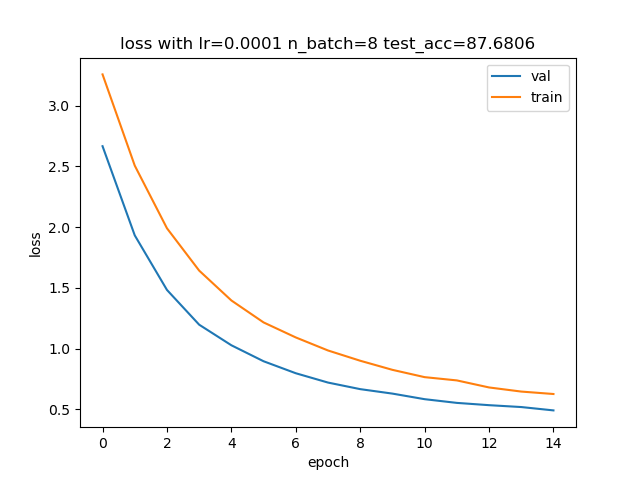 loss with lr=0.0001 n_batch=8 test_acc=87.6806
val
train
3.0
2.5
2.0
1.5
1.0
0.5
loss
0 2 4 6 8 10 12 14
epoch